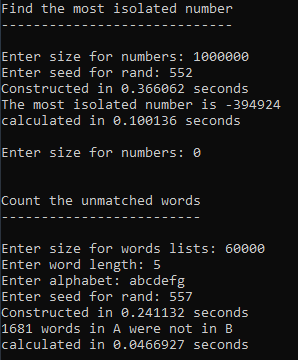 Find the most isolated number
-----------------------------
Enter size for numbers: 1000000
Enter seed for rand: 552
Constructed in 0.366062 seconds
The most isolated number is -394924
calculated in 0.100136 seconds
Enter size for numbers: 0
Count the unmatched words
-------------------------
Enter size for words lists: 60000
Enter word length: 5
Enter alphabet: abcdefg
Enter seed for rand: 557
Constructed in 0.241132 seconds
1681 words in A were not in B
calculated in 0.0466927 seconds